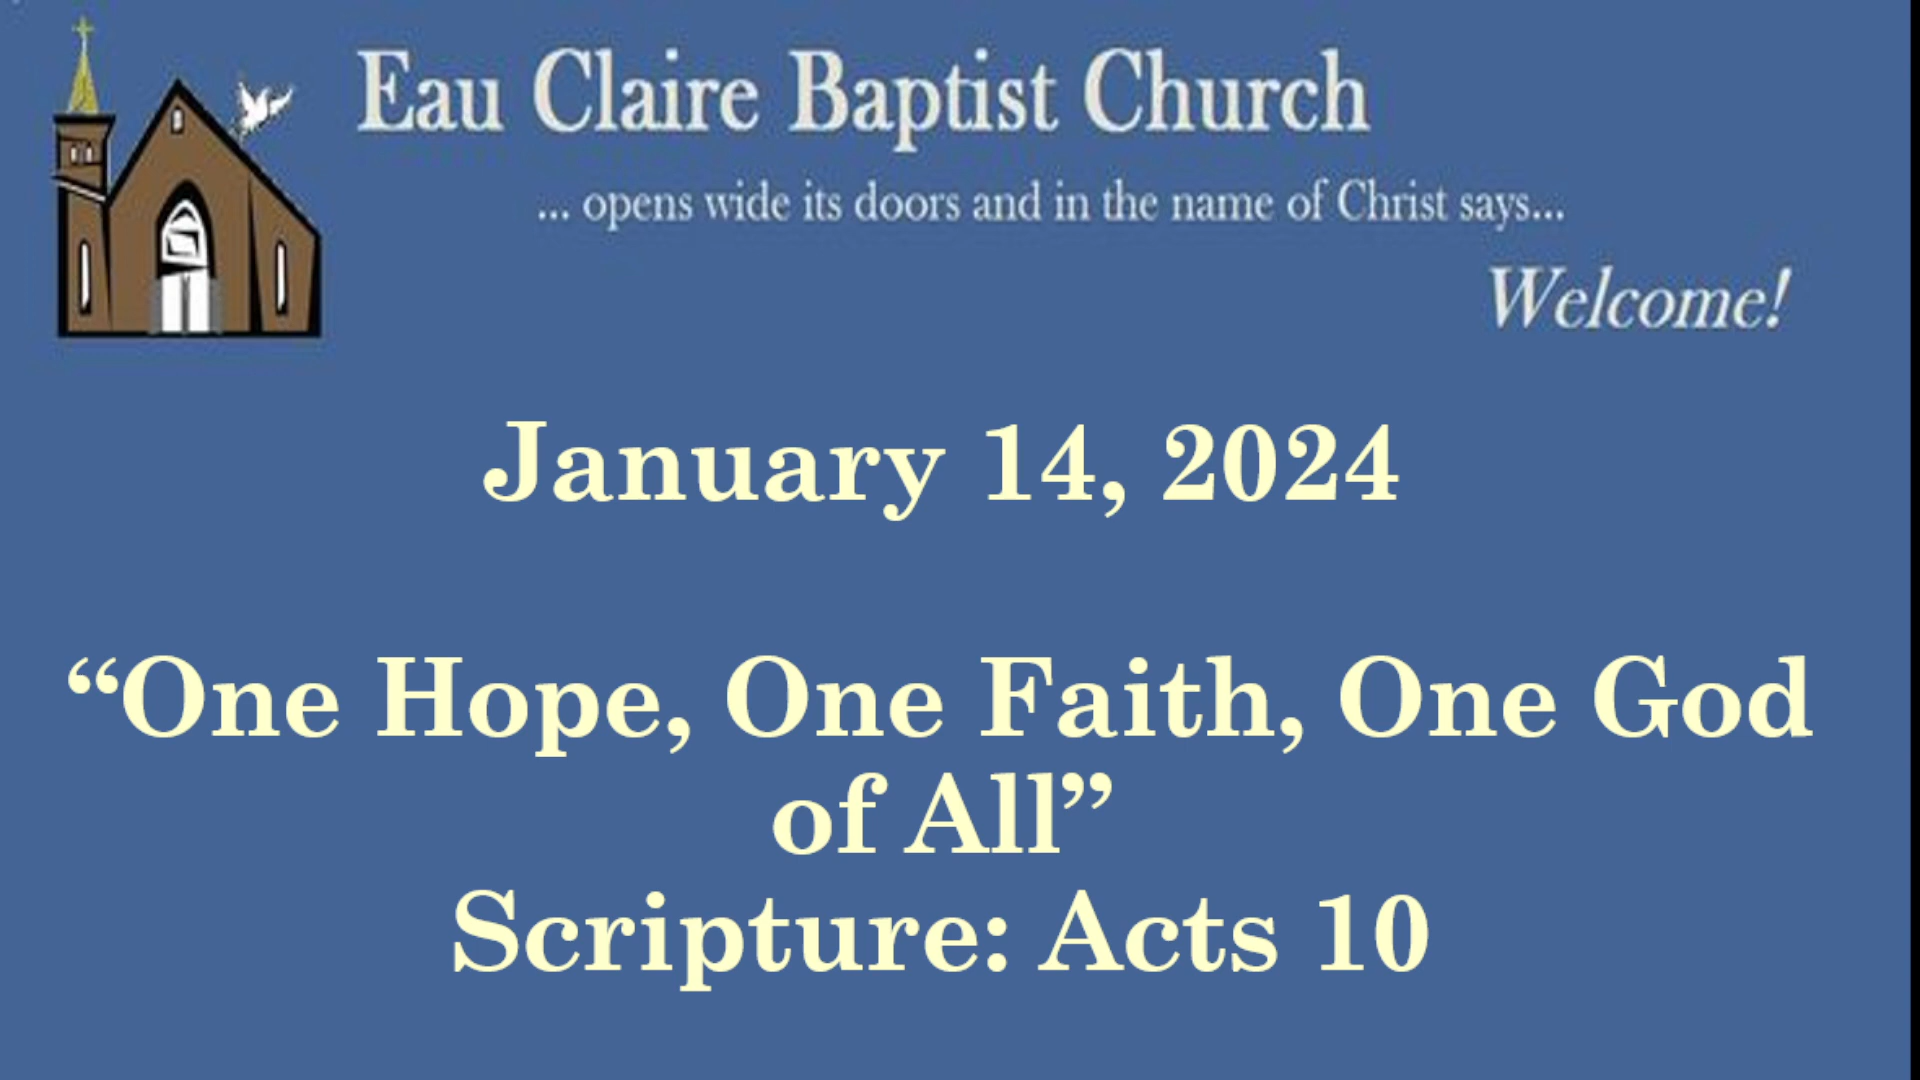 Eau Claire Baptist Church
... opens wide its doors and in the name of Christ says...
Welcome!
January 14, 2024
“One Hope, One Faith, One God
of All”
Scripture: Acts 10